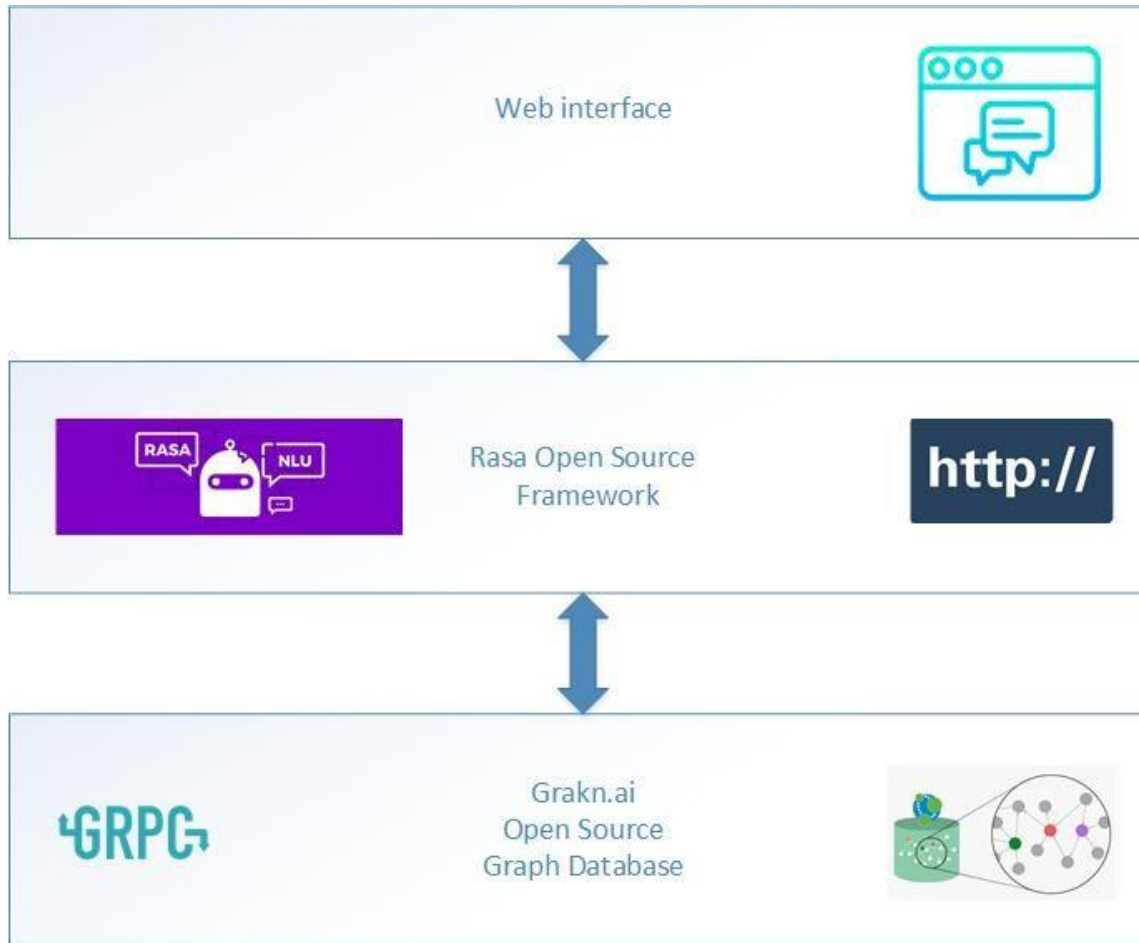 Web interface
RASA
NLU
Rasa Open Source
Framework
http://
GRPC
Grakn.ai
Open Source
Graph Database